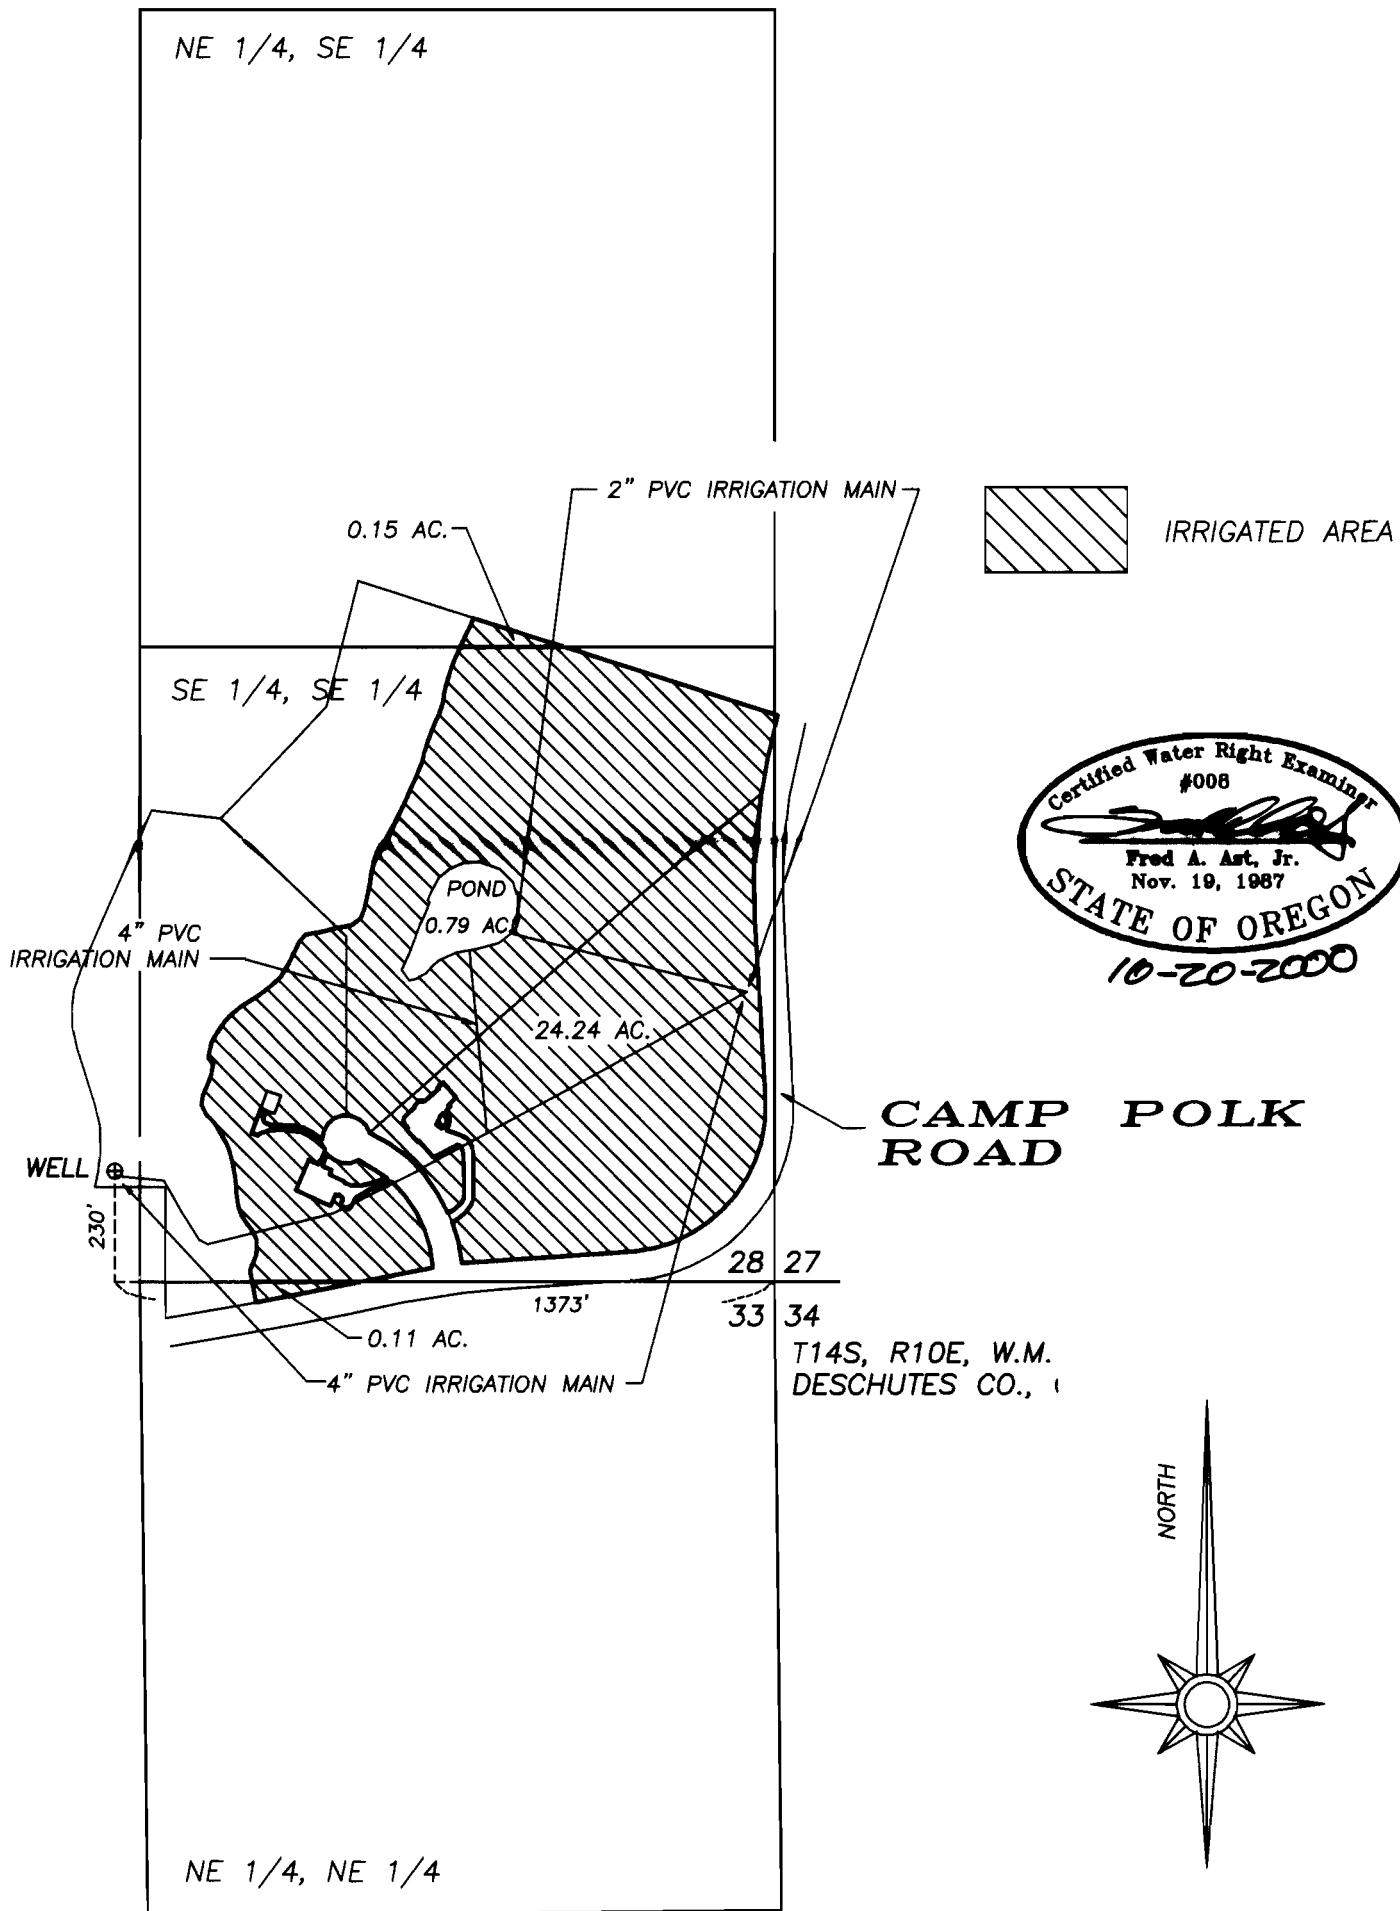 NE 1/4, SE 1/4
2" PVC IRRIGATION MAIN
0.15 AC.
IRRIGATED AREA
SE 1/4, SE 1/4
Certified Water Right Examiner
#006
Fred A. Ast, Jr.
Nov. 19, 1987
STATE OF OREGON
10-20-2000
POND
0.79 AC.
4" PVC
IRRIGATION MAIN
24.24 AC.
CAMP POLK
ROAD
WELL
230'
28 27
1373'
33 34
0.11 AC.
4" PVC IRRIGATION MAIN
T14S, R10E, W.M.
DESCHUTES CO.,
NORTH
NE 1/4, NE 1/4